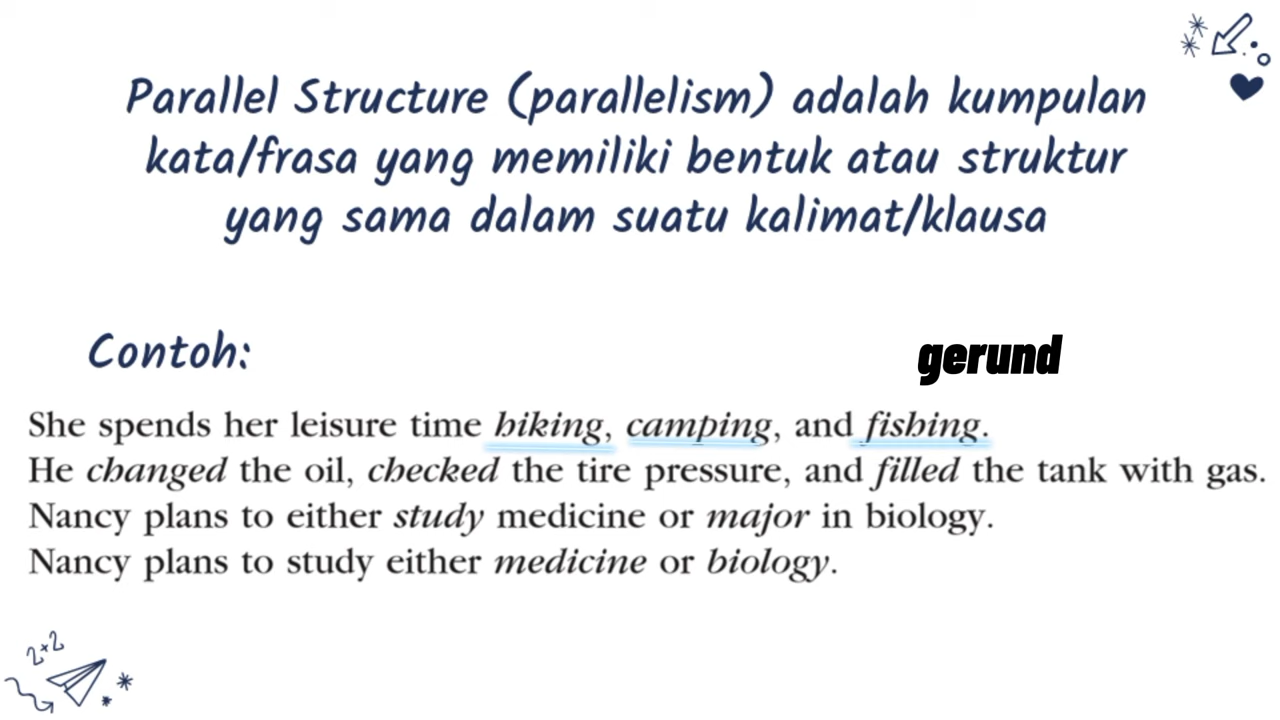 Parallel Structure (parallelism) adalah kumpulan
kata/frasa yang memiliki bentuk atau struktur
yang sama dalam suatu kalimat/klausa
Contoh:
gerund
She spends her leisure time hiking, camping, and fishing.
He changed the oil, checked the tire pressure, and filled the tank with gas.
Nancy plans to either study medicine or major in biology.
Nancy plans to study either medicine or biology.
2+2